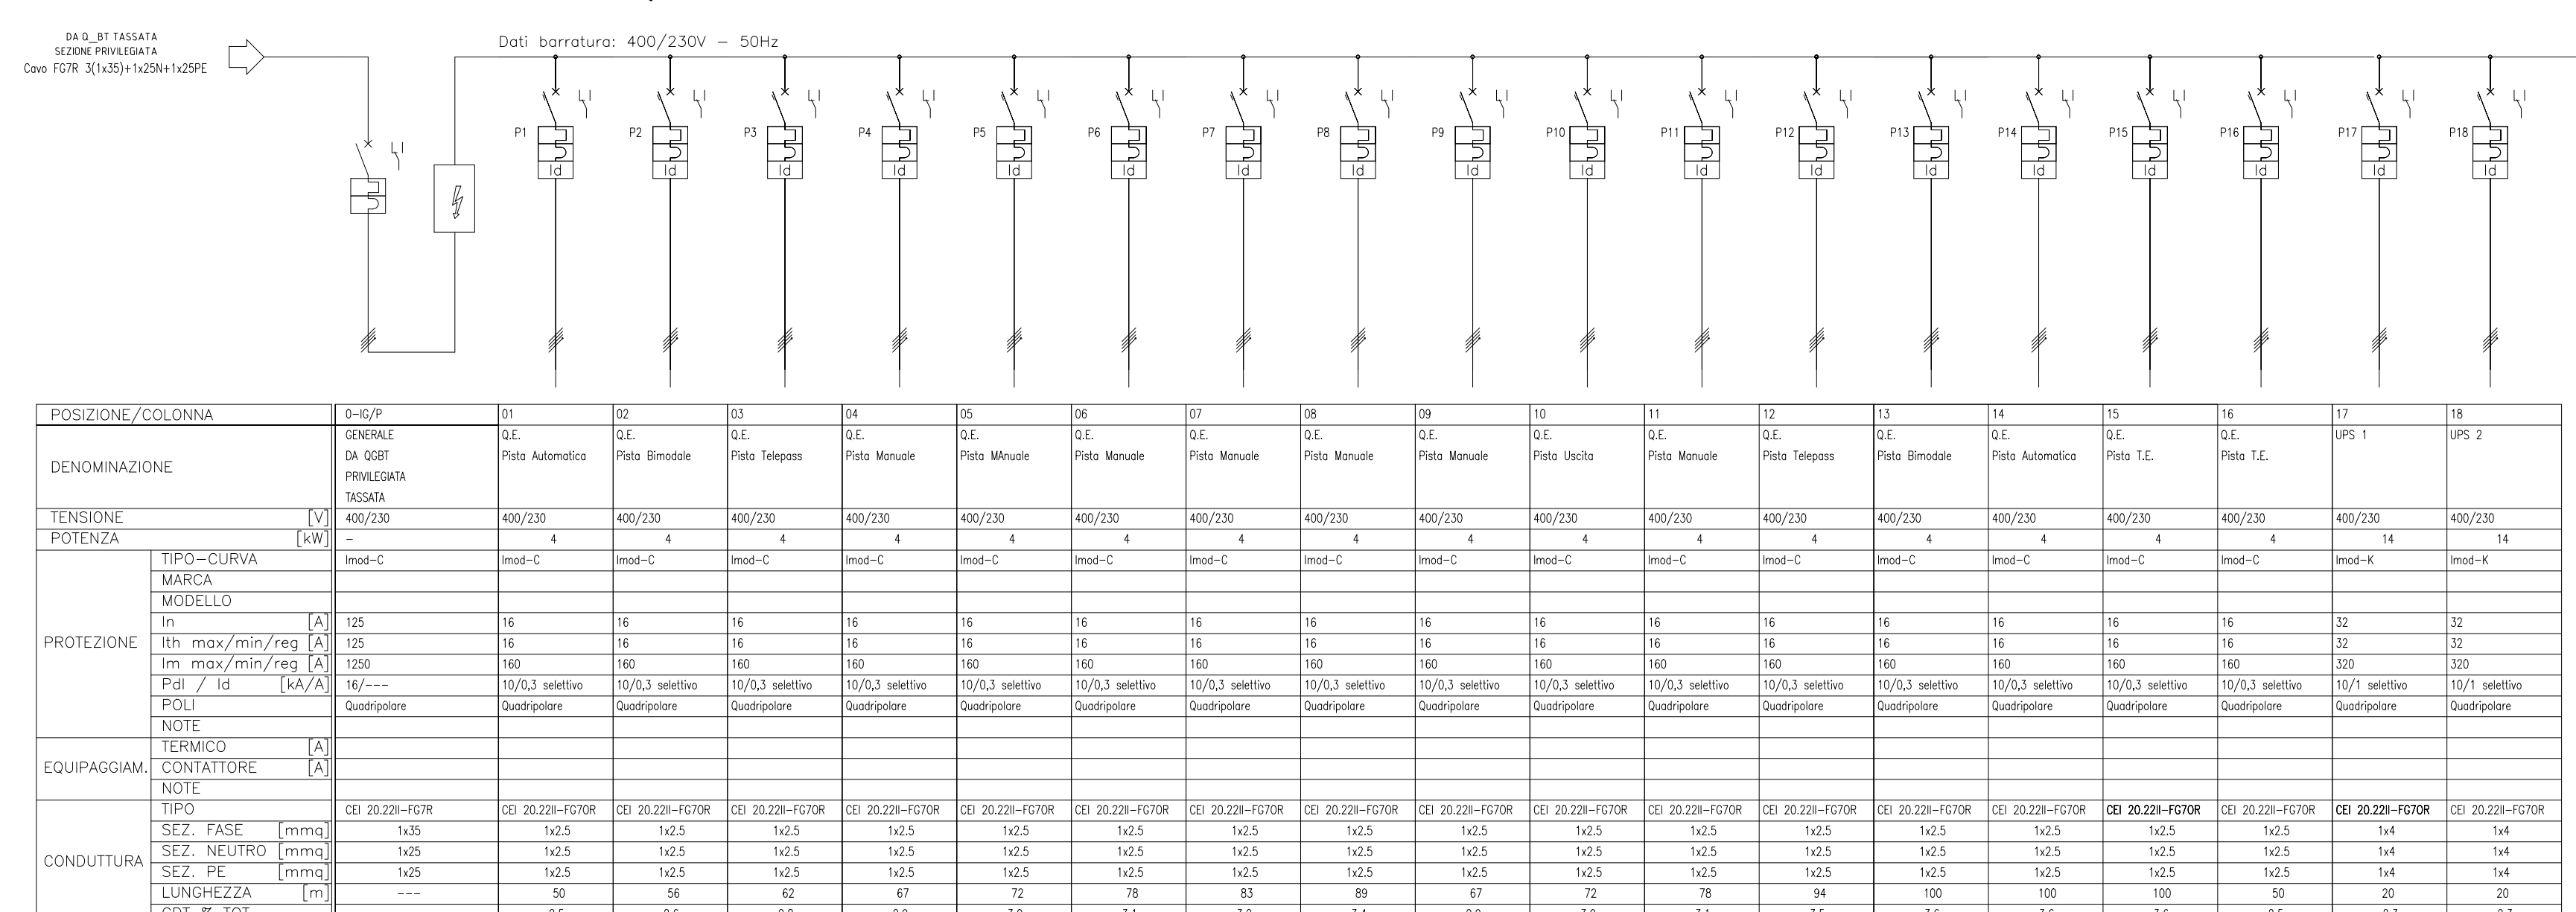 DA Q_BT TASSATA
SEZIONE PRIVILEGIATA
Cavo FG7R 3(1x35)+1x25N+1x25PE
Dati barratura: 400/230V – 50Hz
P1 P2 P3 P4 P5 P6 P7 P8 P9 P10 P11 P12 P13 P14 P15 P16 P17 P18
Id Id Id Id Id Id Id Id Id Id Id Id Id Id Id Id Id Id
POSIZIONE/COLONNA 0–IG/P 01 02 03 04 05 06 07 08 09 10 11 12 13 14 15 16 17 18
DENOMINAZIONE
GENERALE Q.E. Q.E. Q.E. Q.E. Q.E. Q.E. Q.E. Q.E. Q.E. Q.E. Q.E. Q.E. Q.E. Q.E. Q.E. Q.E. UPS 1 UPS 2
DA QGBT Pista Automatica Pista Bimodale Pista Telepass Pista Manuale Pista MAnuale Pista Manuale Pista Manuale Pista Manuale Pista Manuale Pista Uscita Pista Manuale Pista Telepass Pista Bimodale Pista Automatica Pista T.E. Pista T.E.
PRIVILEGIATA
TASSATA
TENSIONE [V] 400/230 400/230 400/230 400/230 400/230 400/230 400/230 400/230 400/230 400/230 400/230 400/230 400/230 400/230 400/230 400/230 400/230 400/230 400/230
POTENZA [kW] – 4 4 4 4 4 4 4 4 4 4 4 4 4 4 4 4 14 14
PROTEZIONE
TIPO–CURVA Imod–C Imod–C Imod–C Imod–C Imod–C Imod–C Imod–C Imod–C Imod–C Imod–C Imod–C Imod–C Imod–C Imod–C Imod–C Imod–C Imod–C Imod–K Imod–K
MARCA
MODELLO
In [A] 125 16 16 16 16 16 16 16 16 16 16 16 16 16 16 16 16 32 32
Ith max/min/reg [A] 125 16 16 16 16 16 16 16 16 16 16 16 16 16 16 16 16 32 32
Im max/min/reg [A] 1250 160 160 160 160 160 160 160 160 160 160 160 160 160 160 160 160 320 320
PdI / Id [kA/A] 16/––– 10/0,3 selettivo 10/0,3 selettivo 10/0,3 selettivo 10/0,3 selettivo 10/0,3 selettivo 10/0,3 selettivo 10/0,3 selettivo 10/0,3 selettivo 10/0,3 selettivo 10/0,3 selettivo 10/0,3 selettivo 10/0,3 selettivo 10/0,3 selettivo 10/0,3 selettivo 10/0,3 selettivo 10/0,3 selettivo 10/1 selettivo 10/1 selettivo
POLI Quadripolare Quadripolare Quadripolare Quadripolare Quadripolare Quadripolare Quadripolare Quadripolare Quadripolare Quadripolare Quadripolare Quadripolare Quadripolare Quadripolare Quadripolare Quadripolare Quadripolare Quadripolare Quadripolare
NOTE
EQUIPAGGIAM.
TERMICO [A]
CONTATTORE [A]
NOTE
CONDUTTURA
TIPO CEI 20.22II–FG7R CEI 20.22II–FG7OR CEI 20.22II–FG7OR CEI 20.22II–FG7OR CEI 20.22II–FG7OR CEI 20.22II–FG7OR CEI 20.22II–FG7OR CEI 20.22II–FG7OR CEI 20.22II–FG7OR CEI 20.22II–FG7OR CEI 20.22II–FG7OR CEI 20.22II–FG7OR CEI 20.22II–FG7OR CEI 20.22II–FG7OR CEI 20.22II–FG7OR CEI 20.22II–FG7OR CEI 20.22II–FG7OR CEI 20.22II–FG7OR CEI 20.22II–FG7OR
SEZ. FASE [mmq] 1x35 1x2.5 1x2.5 1x2.5 1x2.5 1x2.5 1x2.5 1x2.5 1x2.5 1x2.5 1x2.5 1x2.5 1x2.5 1x2.5 1x2.5 1x2.5 1x2.5 1x4 1x4
SEZ. NEUTRO [mmq] 1x25 1x2.5 1x2.5 1x2.5 1x2.5 1x2.5 1x2.5 1x2.5 1x2.5 1x2.5 1x2.5 1x2.5 1x2.5 1x2.5 1x2.5 1x2.5 1x2.5 1x4 1x4
SEZ. PE [mmq] 1x25 1x2.5 1x2.5 1x2.5 1x2.5 1x2.5 1x2.5 1x2.5 1x2.5 1x2.5 1x2.5 1x2.5 1x2.5 1x2.5 1x2.5 1x2.5 1x2.5 1x4 1x4
LUNGHEZZA [m] ––– 50 56 62 67 72 78 83 89 67 72 78 94 100 100 100 50 20 20